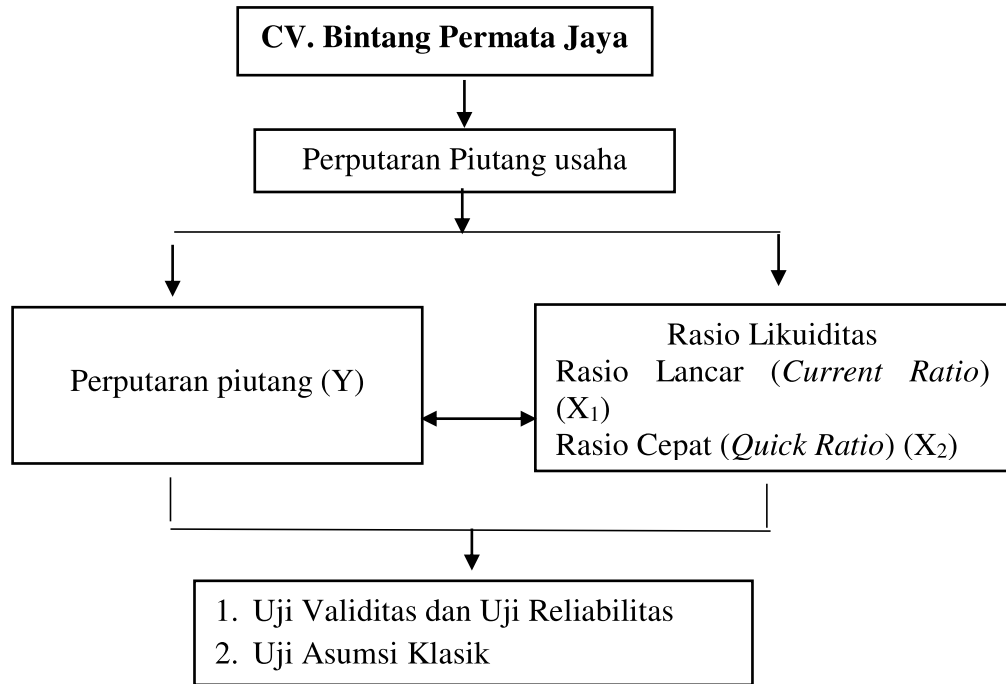 CV. Bintang Permata Jaya
Perputaran Piutang usaha
Perputaran piutang (Y)
Rasio Likuiditas
Rasio Lancar (Current Ratio)
(X₁)
Rasio Cepat (Quick Ratio) (X₂)
1. Uji Validitas dan Uji Reliabilitas
2. Uji Asumsi Klasik